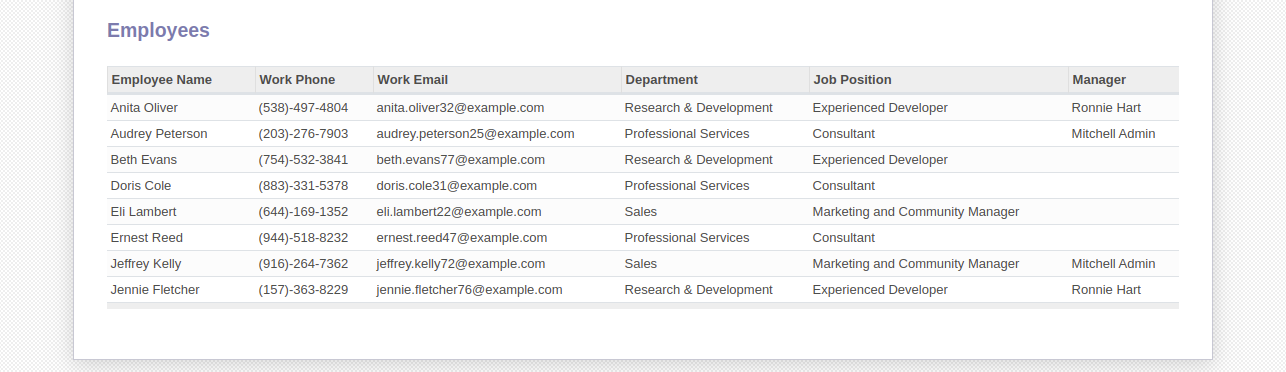 Employees
Employee Name Work Phone Work Email Department Job Position Manager
Anita Oliver (538)-497-4804 anita.oliver32@example.com Research & Development Experienced Developer Ronnie Hart
Audrey Peterson (203)-276-7903 audrey.peterson25@example.com Professional Services Consultant Mitchell Admin
Beth Evans (754)-532-3841 beth.evans77@example.com Research & Development Experienced Developer
Doris Cole (883)-331-5378 doris.cole31@example.com Professional Services Consultant
Eli Lambert (644)-169-1352 eli.lambert22@example.com Sales Marketing and Community Manager
Ernest Reed (944)-518-8232 ernest.reed47@example.com Professional Services Consultant
Jeffrey Kelly (916)-264-7362 jeffrey.kelly72@example.com Sales Marketing and Community Manager Mitchell Admin
Jennie Fletcher (157)-363-8229 jennie.fletcher76@example.com Research & Development Experienced Developer Ronnie Hart